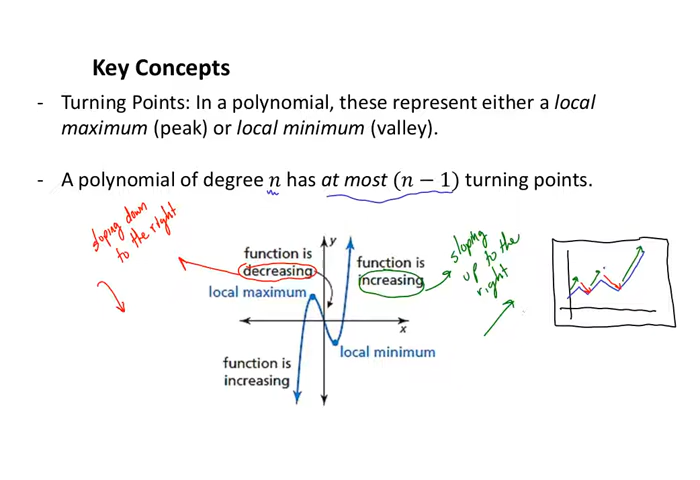 Key Concepts
- Turning Points: In a polynomial, these represent either a local
maximum (peak) or local minimum (valley).
- A polynomial of degree n has at most (n − 1) turning points.
sloping down
to the right
function is
decreasing
local maximum
y
function is
increasing
sloping
up to the
right
x
local minimum
function is
increasing